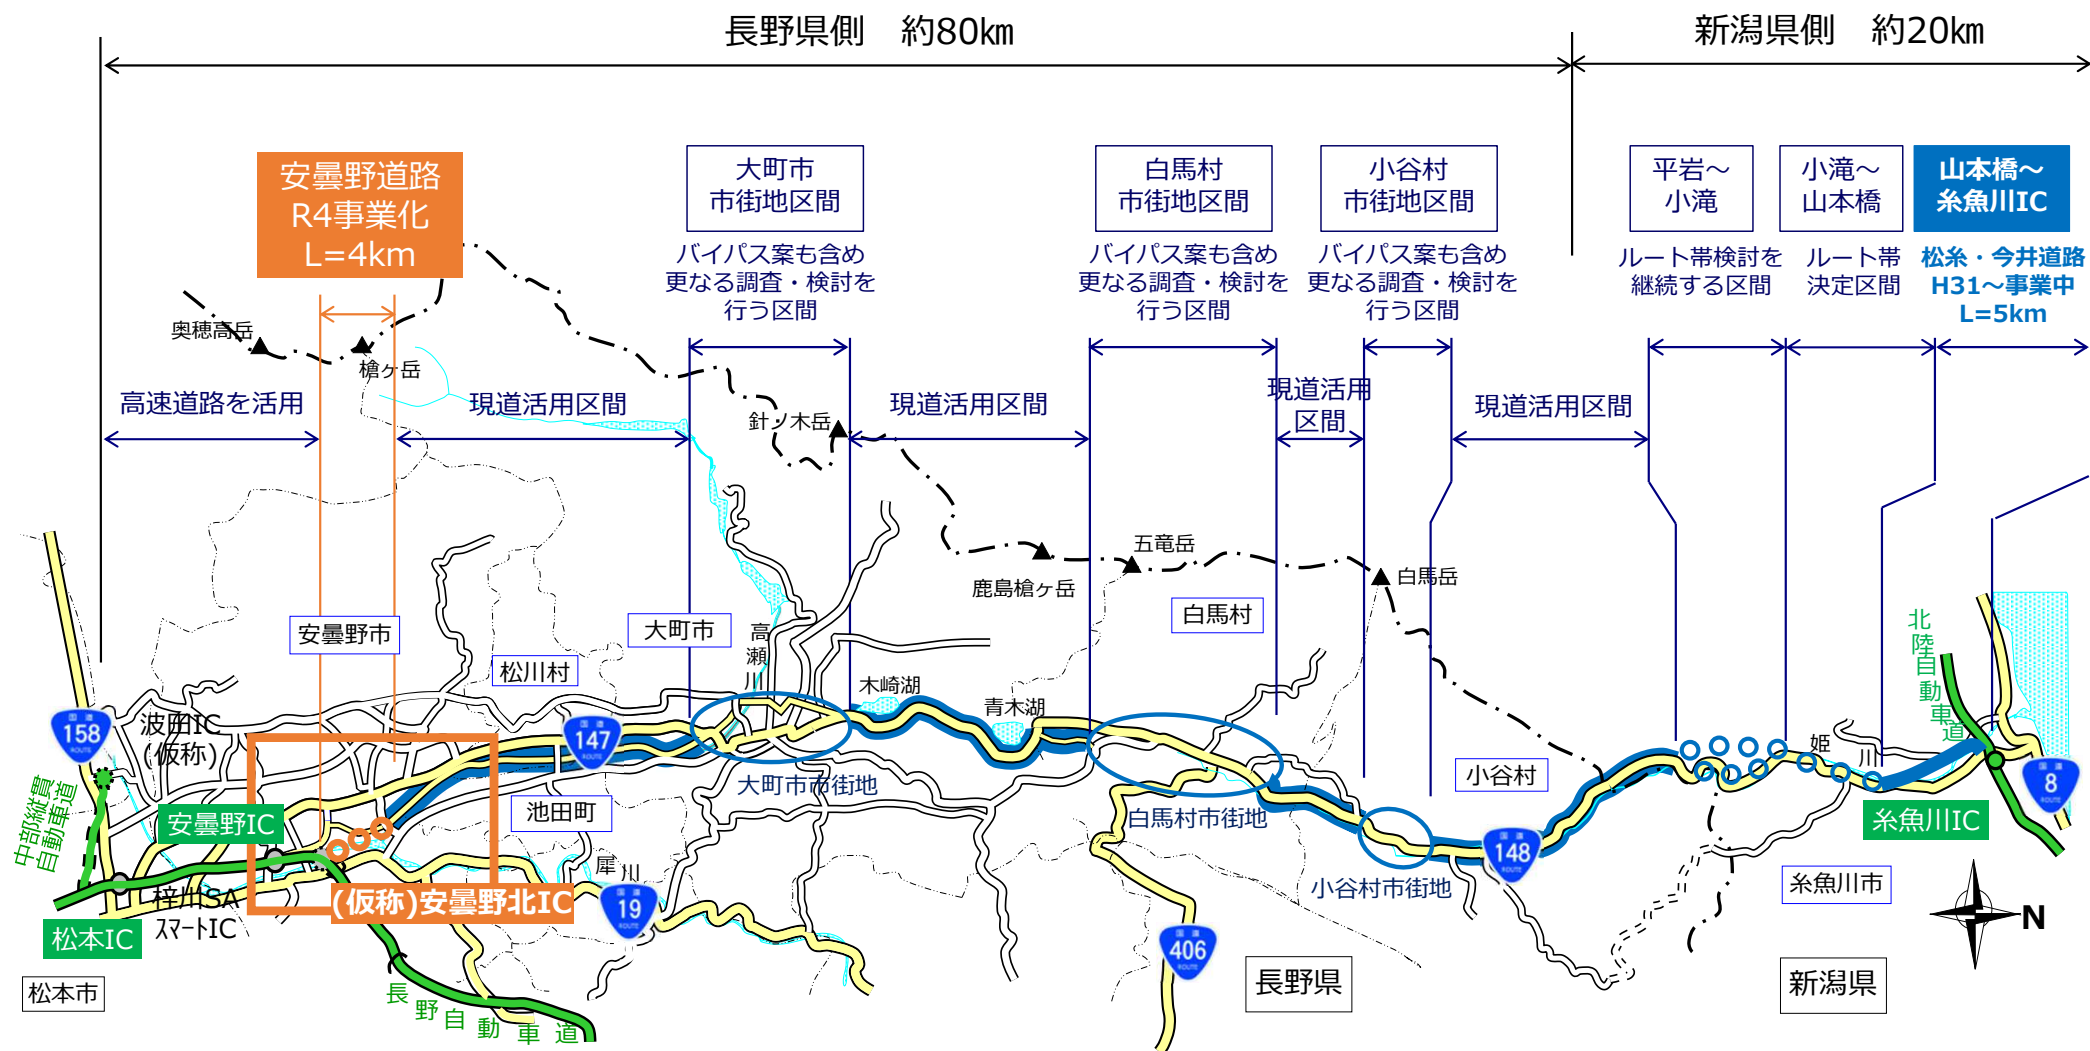 長野県側　約80㎞
新潟県側　約20㎞
安曇野道路
R4事業化
L=4km
大町市
市街地区間
バイパス案も含め
更なる調査・検討を
行う区間
白馬村
市街地区間
バイパス案も含め
更なる調査・検討を
行う区間
小谷村
市街地区間
バイパス案も含め
更なる調査・検討を
行う区間
平岩～
小滝
ルート帯検討を
継続する区間
小滝～
山本橋
ルート帯
決定区間
山本橋～
糸魚川IC
松糸・今井道路
H31～事業中
L=5km
奥穂高岳
槍ヶ岳
針ノ木岳
高速道路を活用
現道活用区間
現道活用区間
現道活用
区間
現道活用区間
五竜岳
鹿島槍ヶ岳
白馬岳
安曇野市
松川村
大町市
高瀬川
白馬村
木崎湖
青木湖
北陸自動車道
国道
158
ROUTE
波田IC
(仮称)
国道
147
ROUTE
姫川
小谷村
大町市市街地
白馬村市街地
国道
8
ROUTE
中部縦貫
自動車道
安曇野IC
池田町
糸魚川IC
国道
148
ROUTE
犀川
小谷村市街地
糸魚川市
(仮称)安曇野北IC
国道
19
ROUTE
梓川SA
スマートIC
松本IC
国道
406
ROUTE
N
松本市
長野自動車道
長野県
新潟県